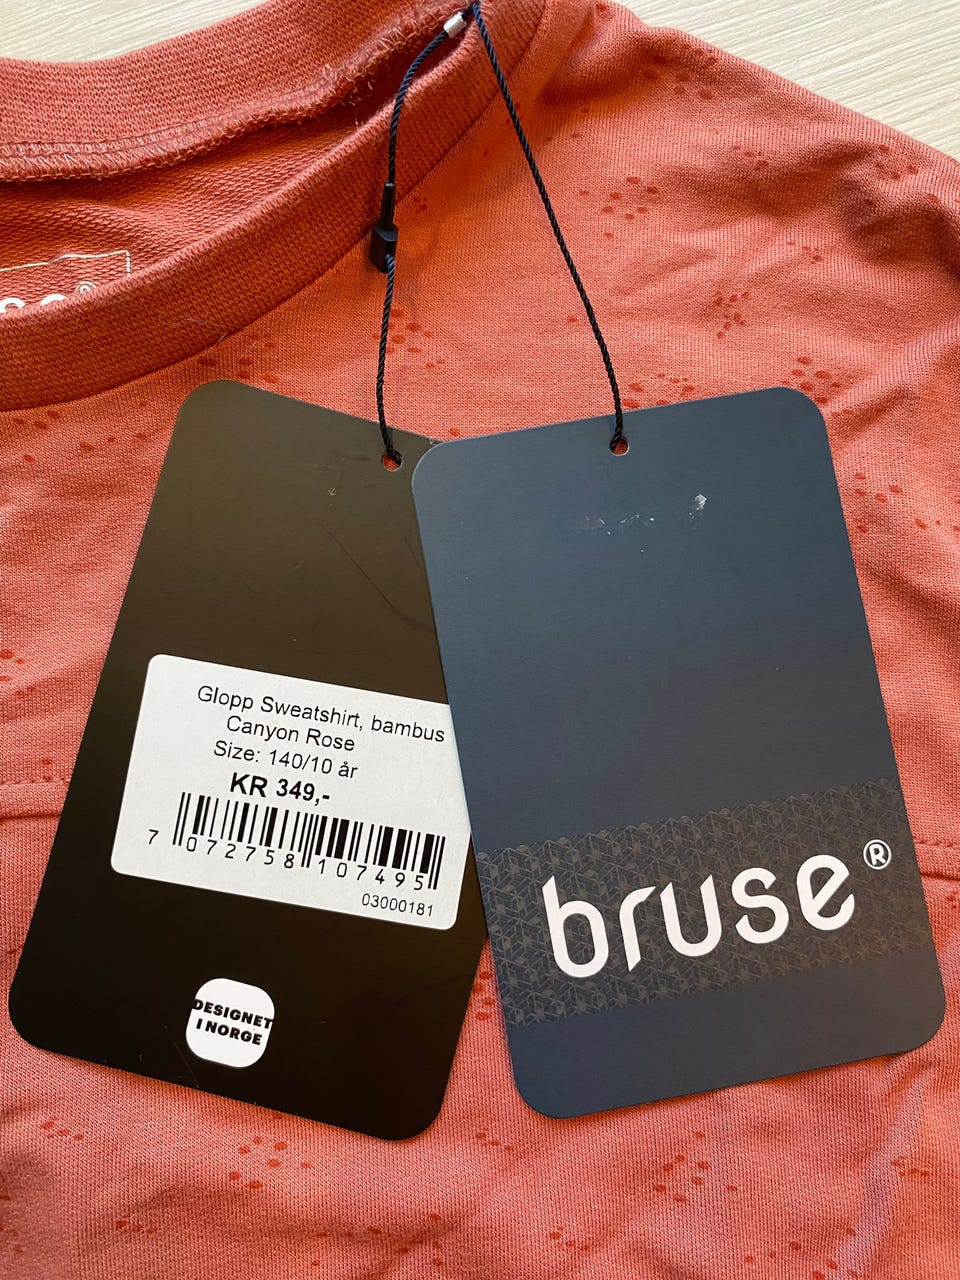 Glopp Sweatshirt, bambus
Canyon Rose
Size: 140/10 år
KR 349,-
7 072758 107495
03000181
DESIGNET
I NORGE
bruse®